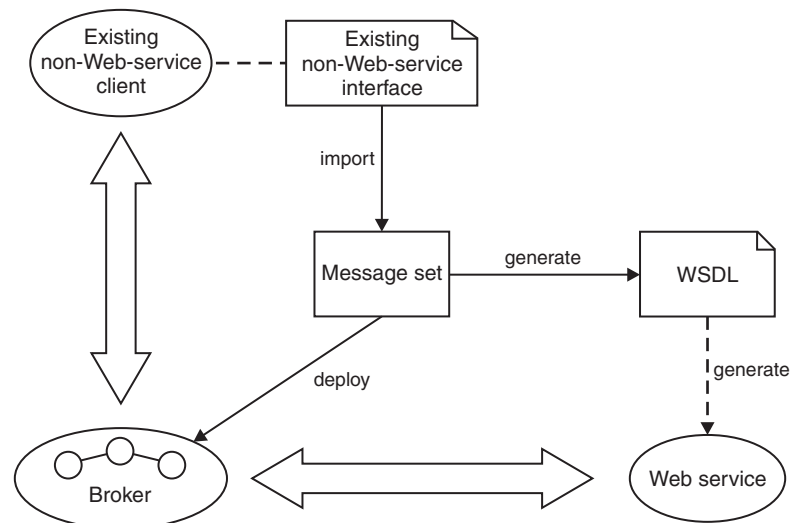 Existing
non-Web-service
client
Existing
non-Web-service
interface
import
Message set
generate
WSDL
deploy
generate
Broker
Web service